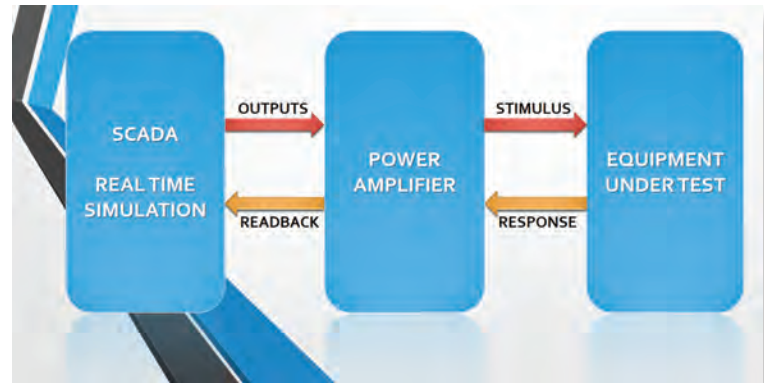 SCADA
REAL TIME
SIMULATION
OUTPUTS
READBACK
POWER
AMPLIFIER
STIMULUS
RESPONSE
EQUIPMENT
UNDER TEST